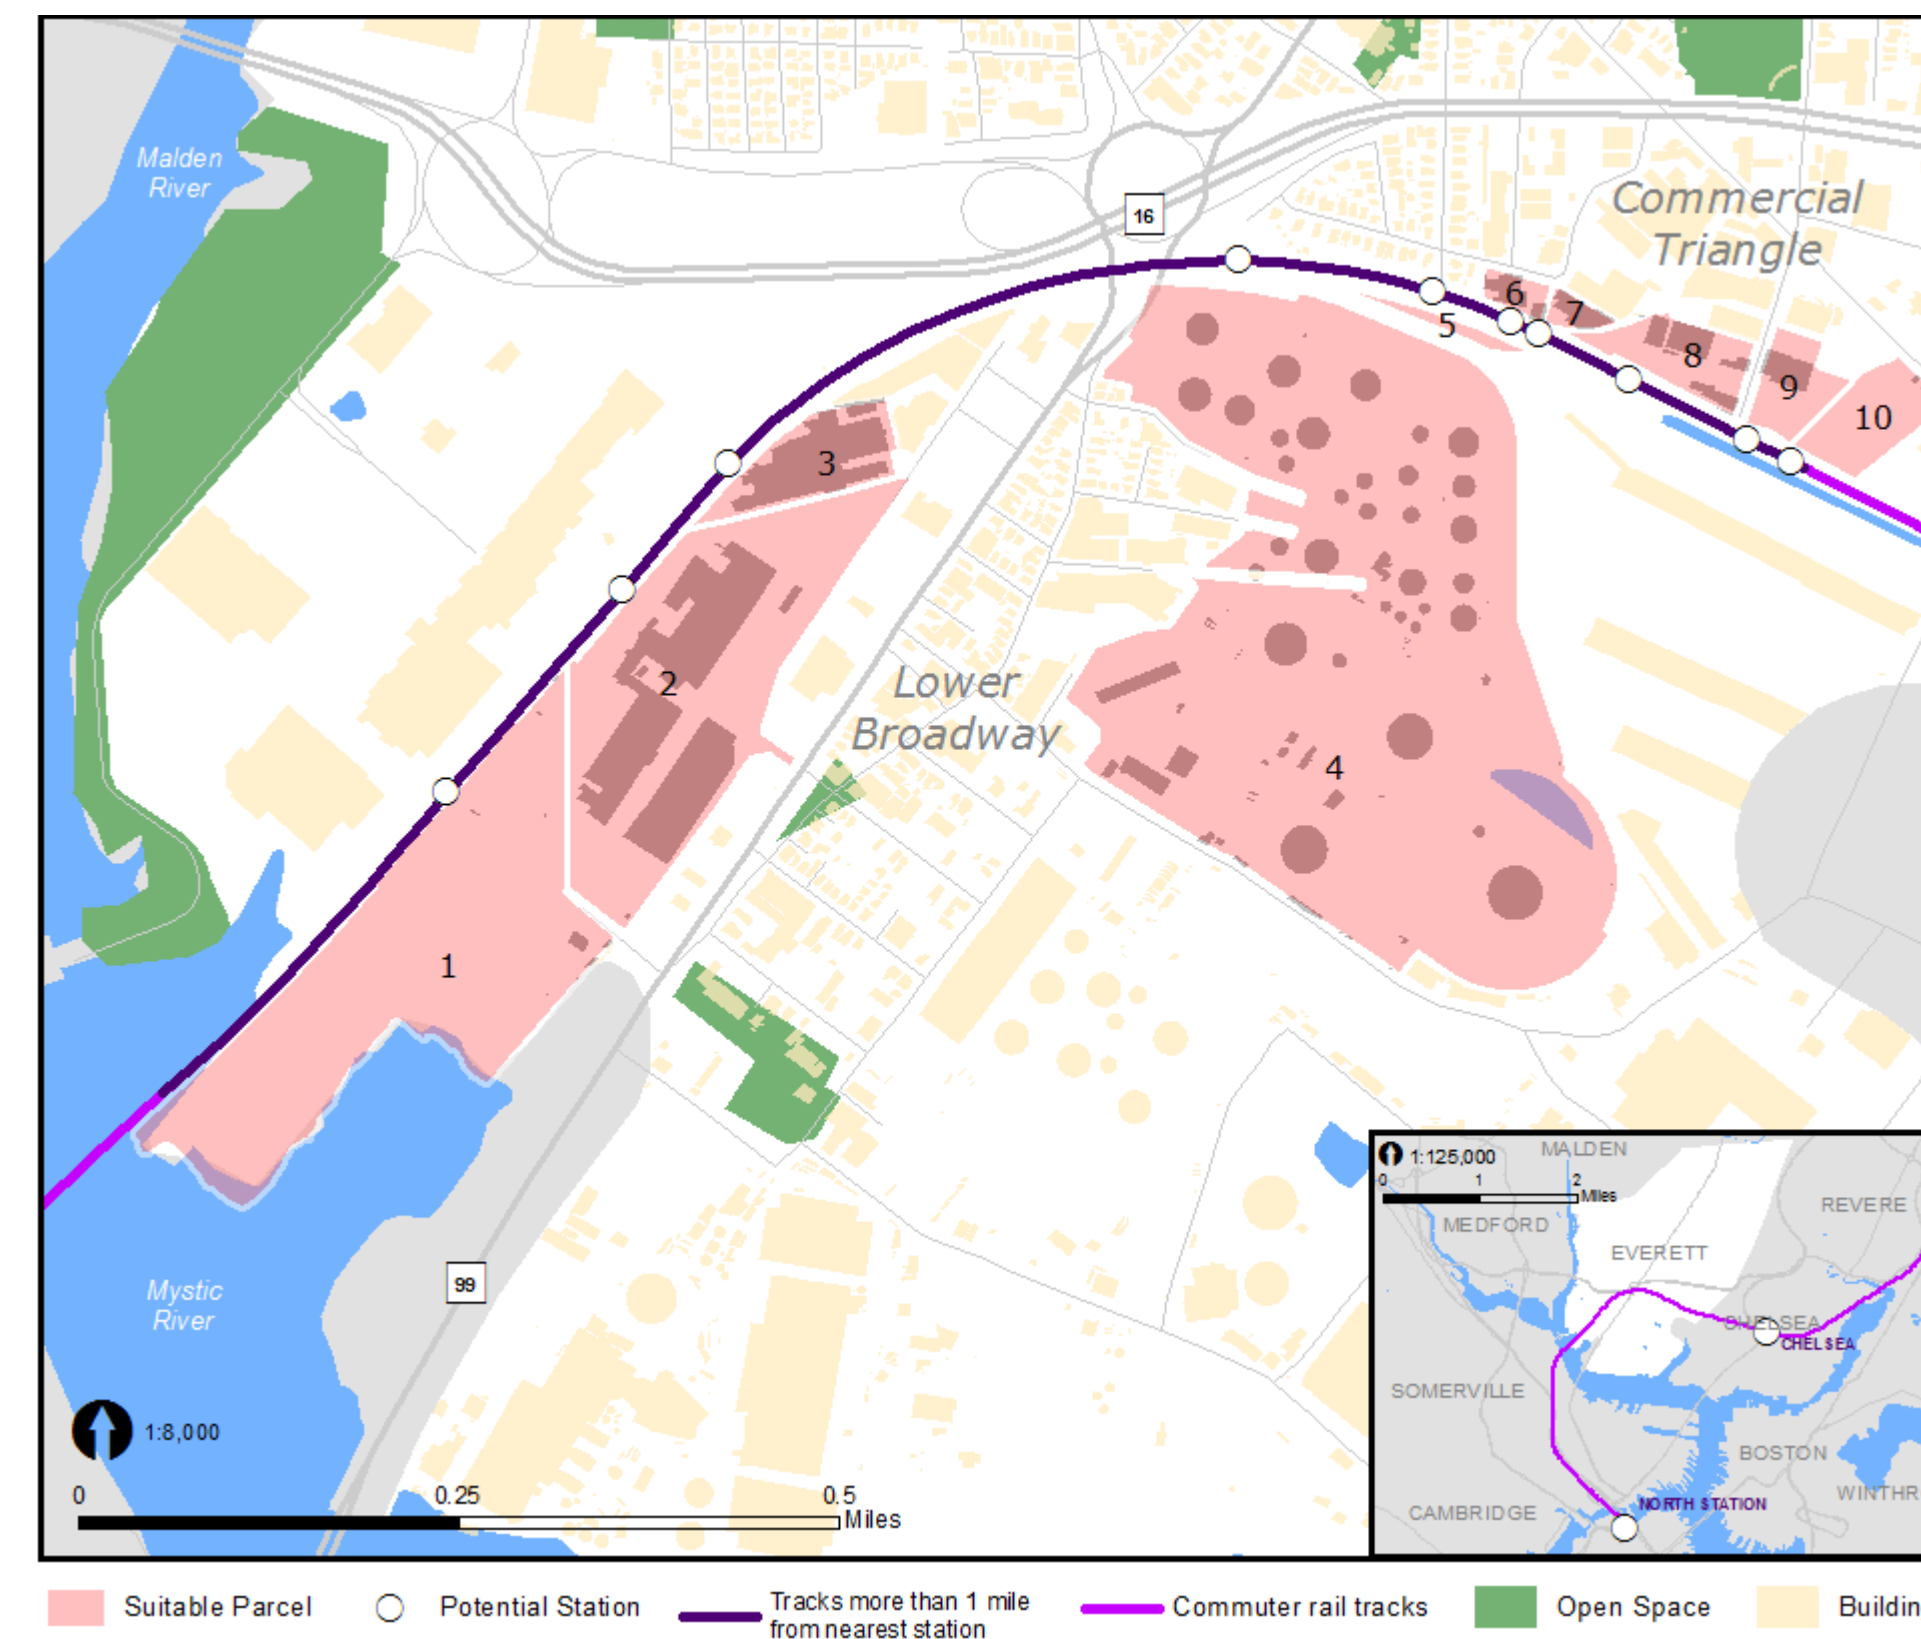 Malden
River
16
Commercial
Triangle
6
7
5
8
9
10
3
2
Lower
Broadway
4
1
Mystic
River
99
1:8,000
0
0.25
0.5
Miles
1:125,000
0
1
2
Miles
MALDEN
REVERE
MEDFORD
EVERETT
CHELSEA
CHELSEA
SOMERVILLE
BOSTON
WINTHR
NORTH STATION
CAMBRIDGE
Suitable Parcel
Potential Station
Tracks more than 1 mile
from nearest station
Commuter rail tracks
Open Space
Buildin